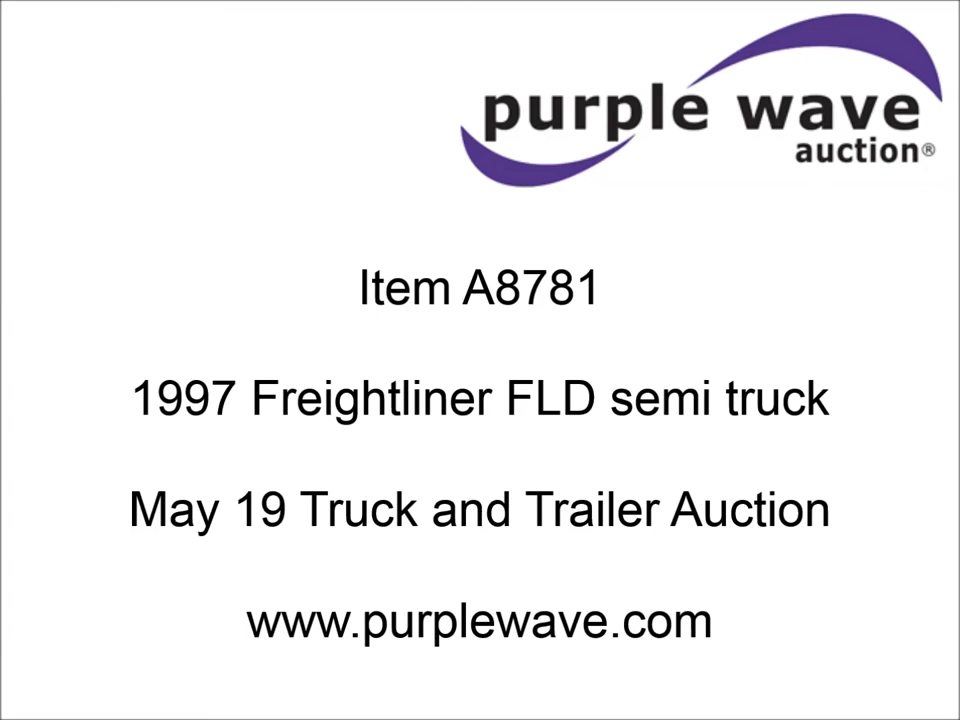 purple wave
auction®
Item A8781
1997 Freightliner FLD semi truck
May 19 Truck and Trailer Auction
www.purplewave.com